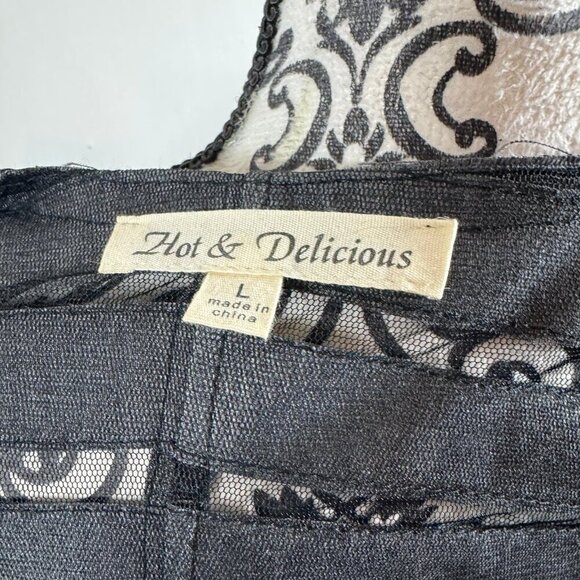 Hot & Delicious
L
made in
china